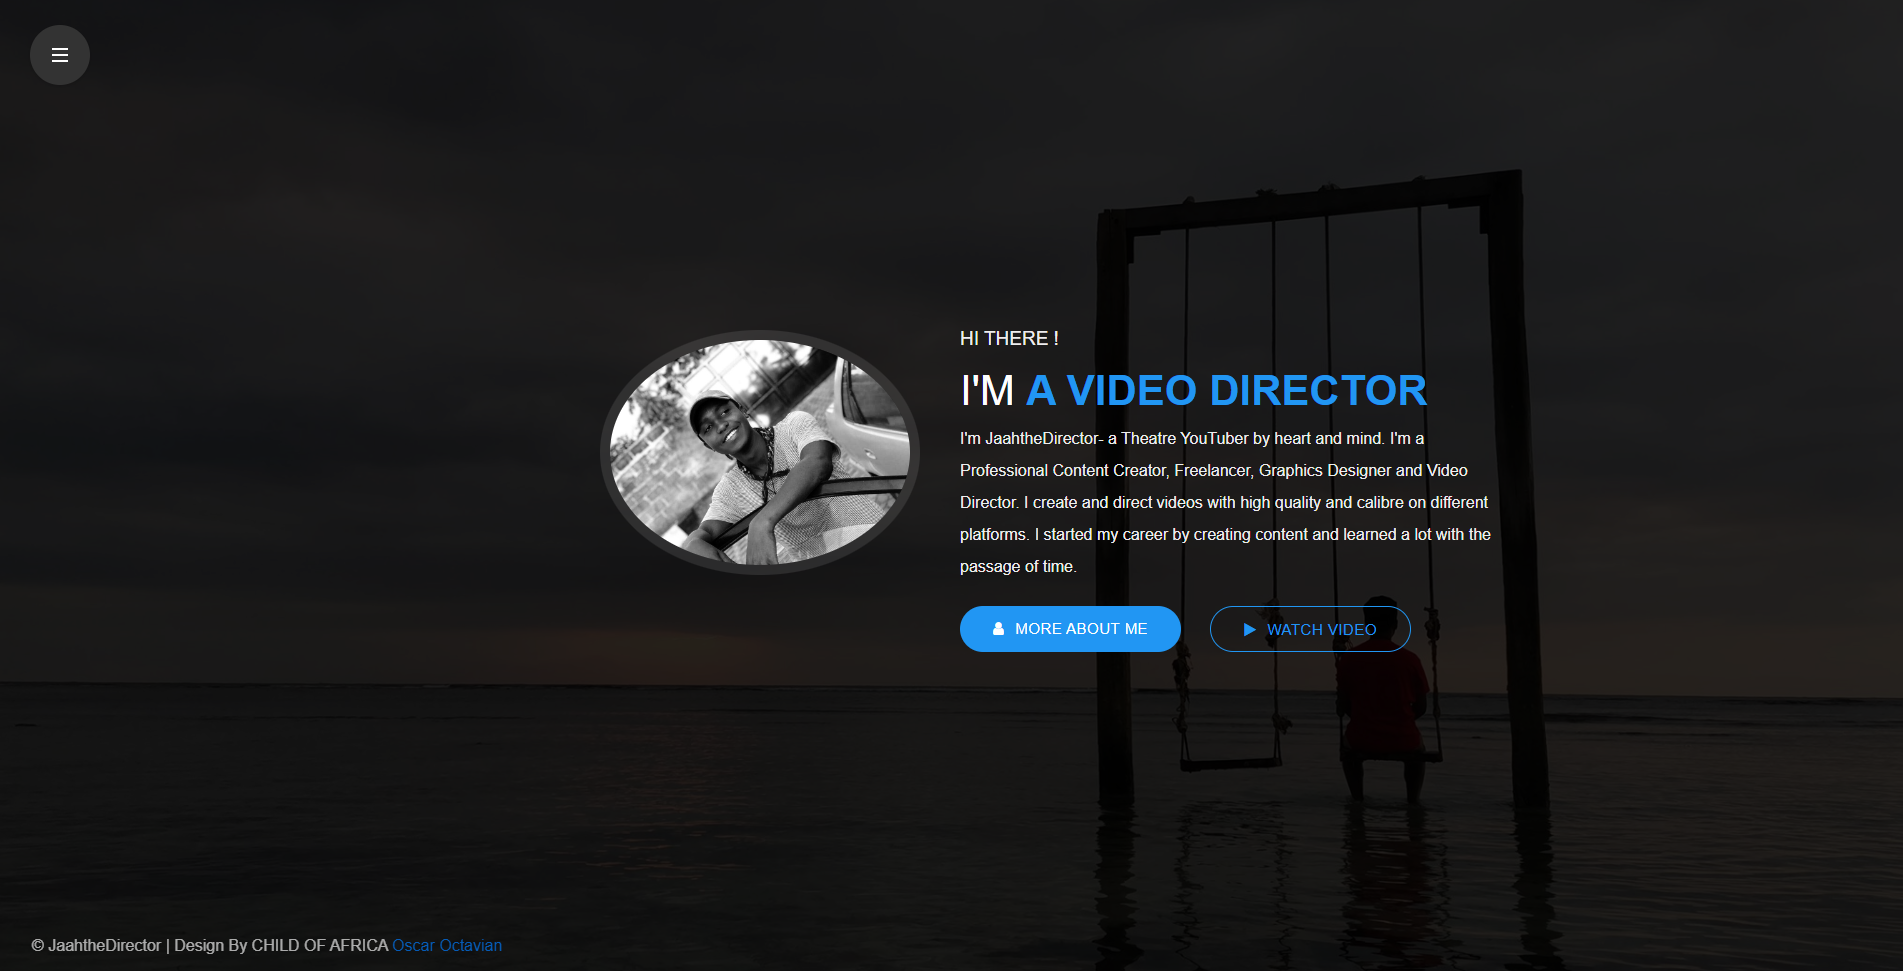 HI THERE !
I'M A VIDEO DIRECTOR
I'm JaahtheDirector- a Theatre YouTuber by heart and mind. I'm a
Professional Content Creator, Freelancer, Graphics Designer and Video
Director. I create and direct videos with high quality and calibre on different
platforms. I started my career by creating content and learned a lot with the
passage of time.
MORE ABOUT ME
WATCH VIDEO
© JaahtheDirector | Design By CHILD OF AFRICA Oscar Octavian